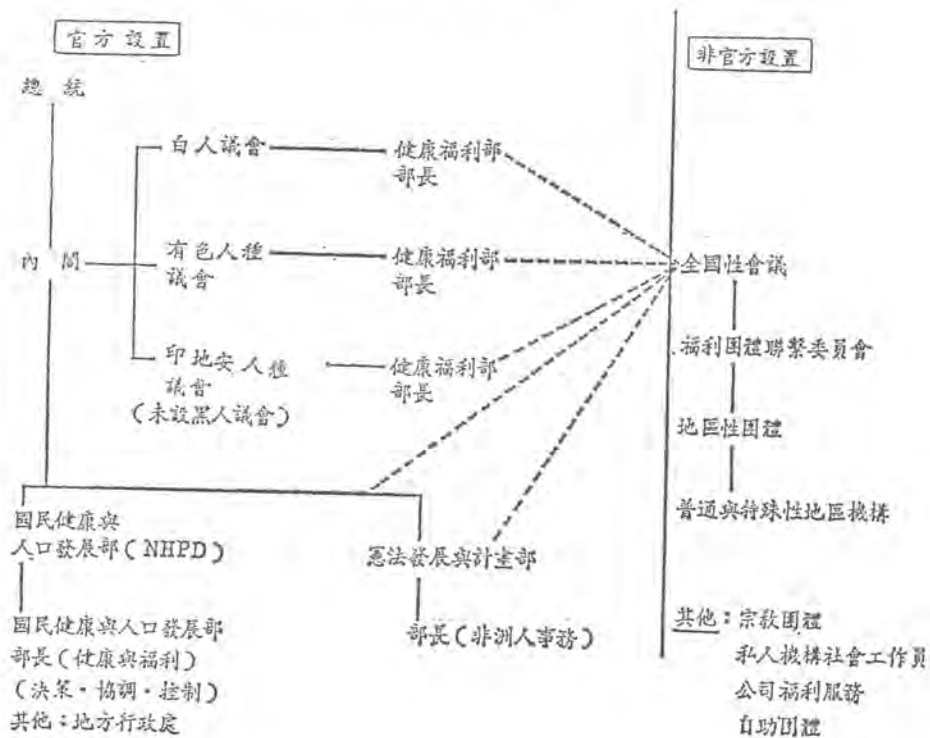 官方設置
非官方設置
總統
白人議會
健康福利部
部長
內閣
有色人種
議會
健康福利部
部長
全國性會議
印地安人種
議會
(未設黑人議會)
健康福利部
部長
福利團體聯繫委員會
地區性團體
普通與特殊性地區機構
國民健康與
人口發展部(NHPD)
憲法發展與計畫部
國民健康與人口發展部
部長(健康與福利)
(決策·協調·控制)
其他:地方行政處
部長(非洲人事務)
其他:宗教團體
私人機構社會工作員
公司福利服務
自助團體